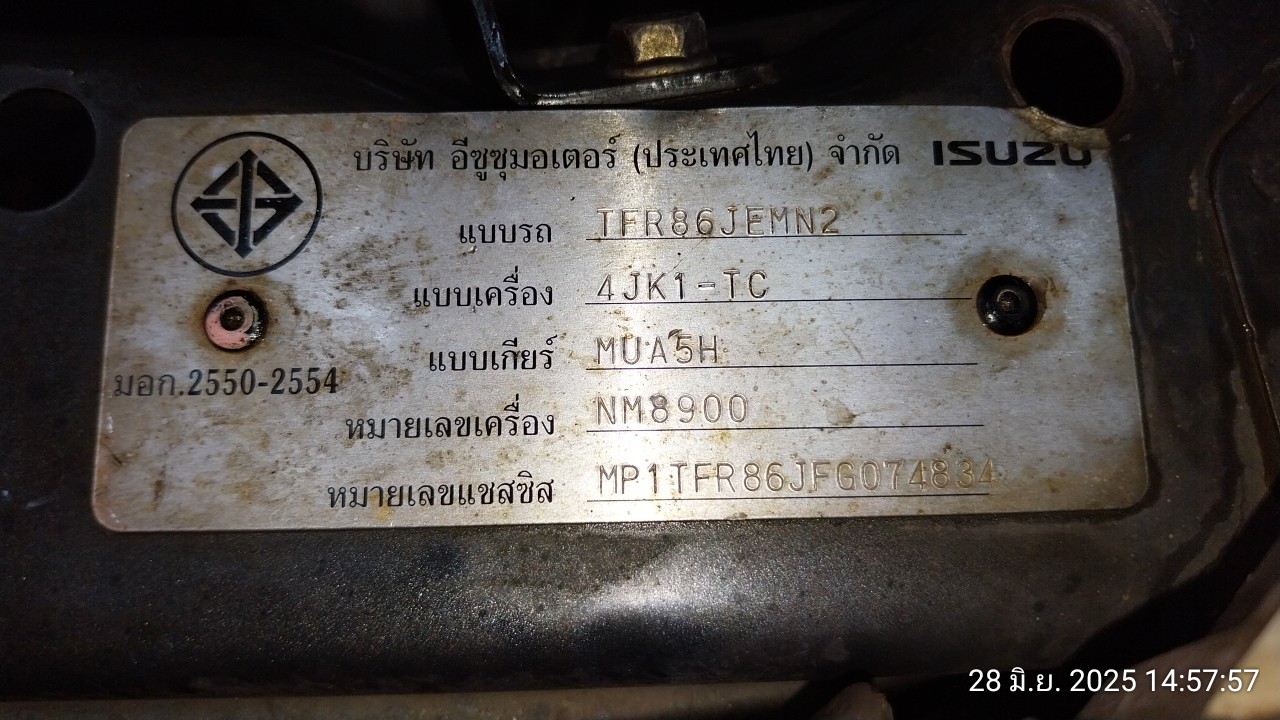 บริษัท อีซูซุมอเตอร์ (ประเทศไทย) จำกัด ISUZU
แบบรถ TFR86JEMN2
แบบเครื่อง 4JK1-TC
แบบเกียร์ MUA5H
มอก.2550-2554
หมายเลขเครื่อง NM8900
หมายเลขแชสซิส MP1TFR86JFG074834
28 มิ.ย. 2025 14:57:57